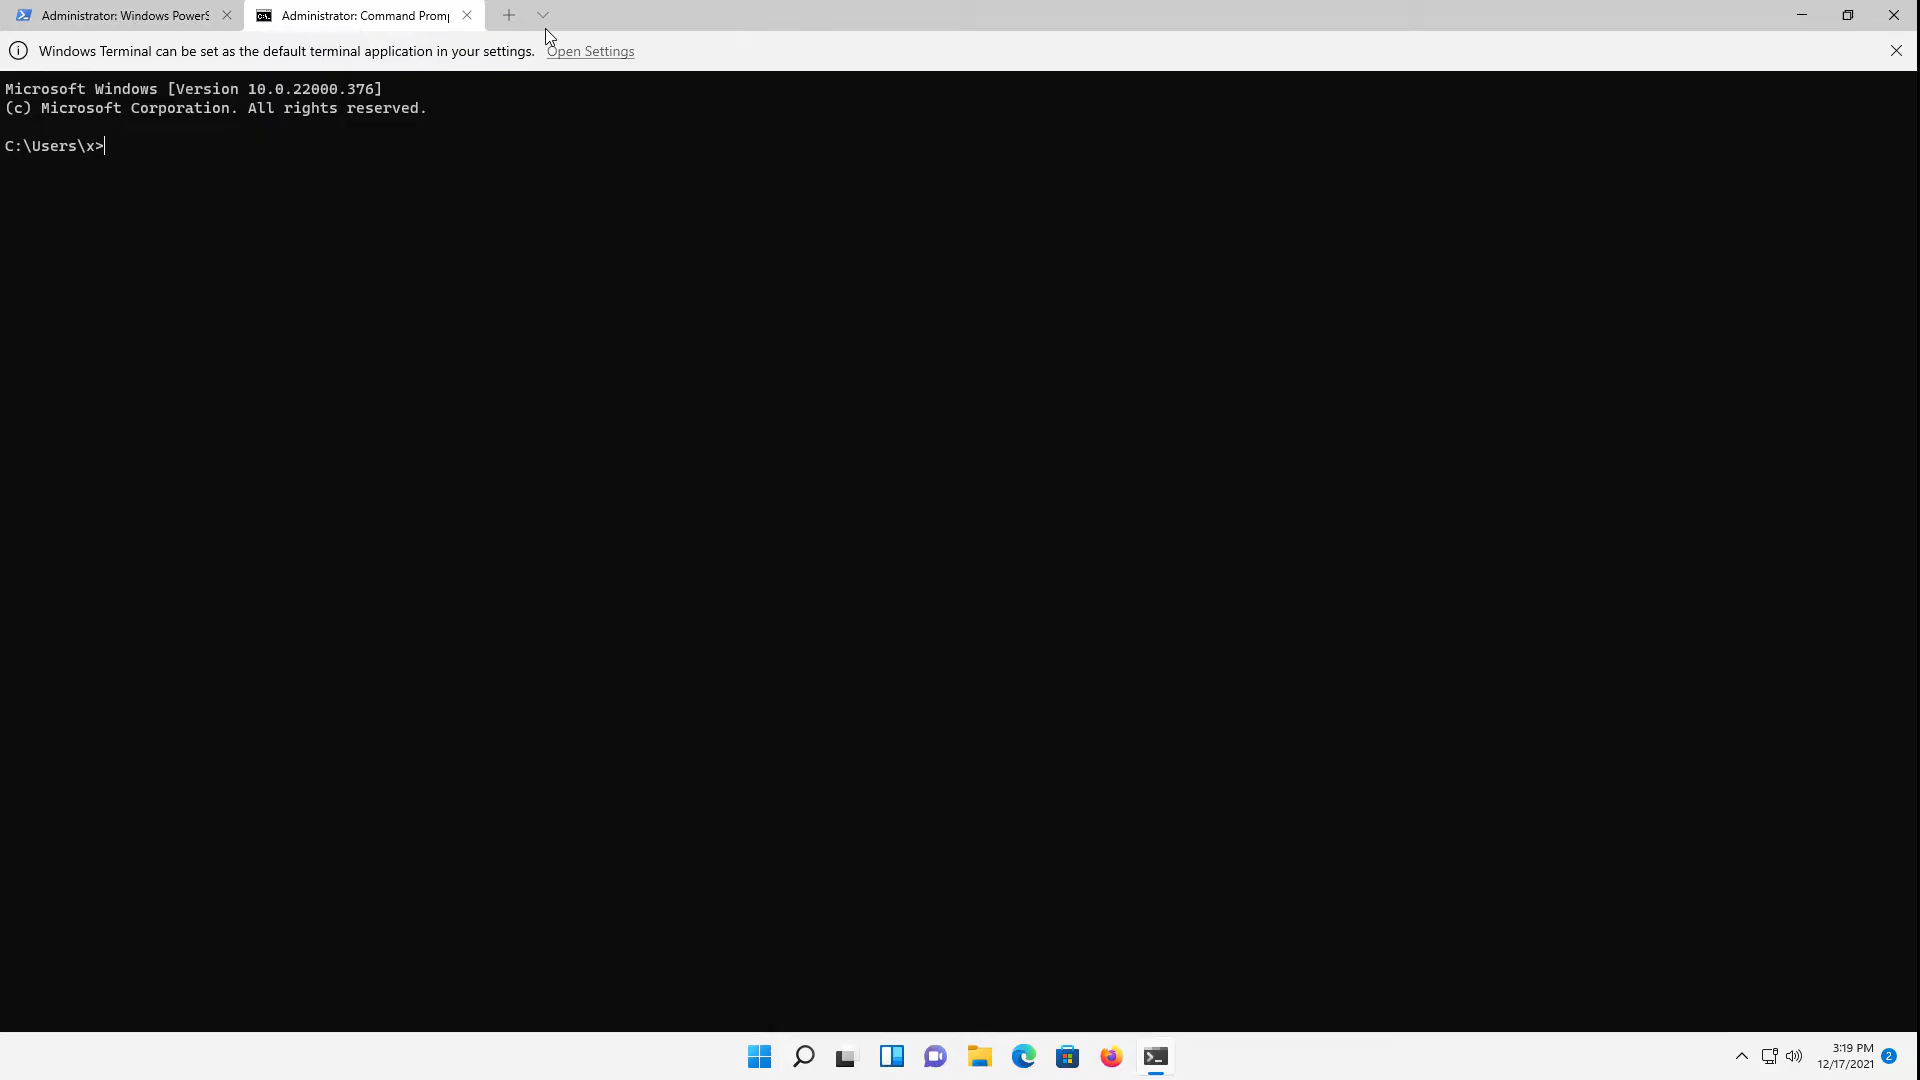 Administrator: Windows PowerS
Administrator: Command Promp
Windows Terminal can be set as the default terminal application in your settings. Open Settings
Microsoft Windows [Version 10.0.22000.376]
(c) Microsoft Corporation. All rights reserved.
C:\Users\x>
3:19 PM
12/17/2021
2